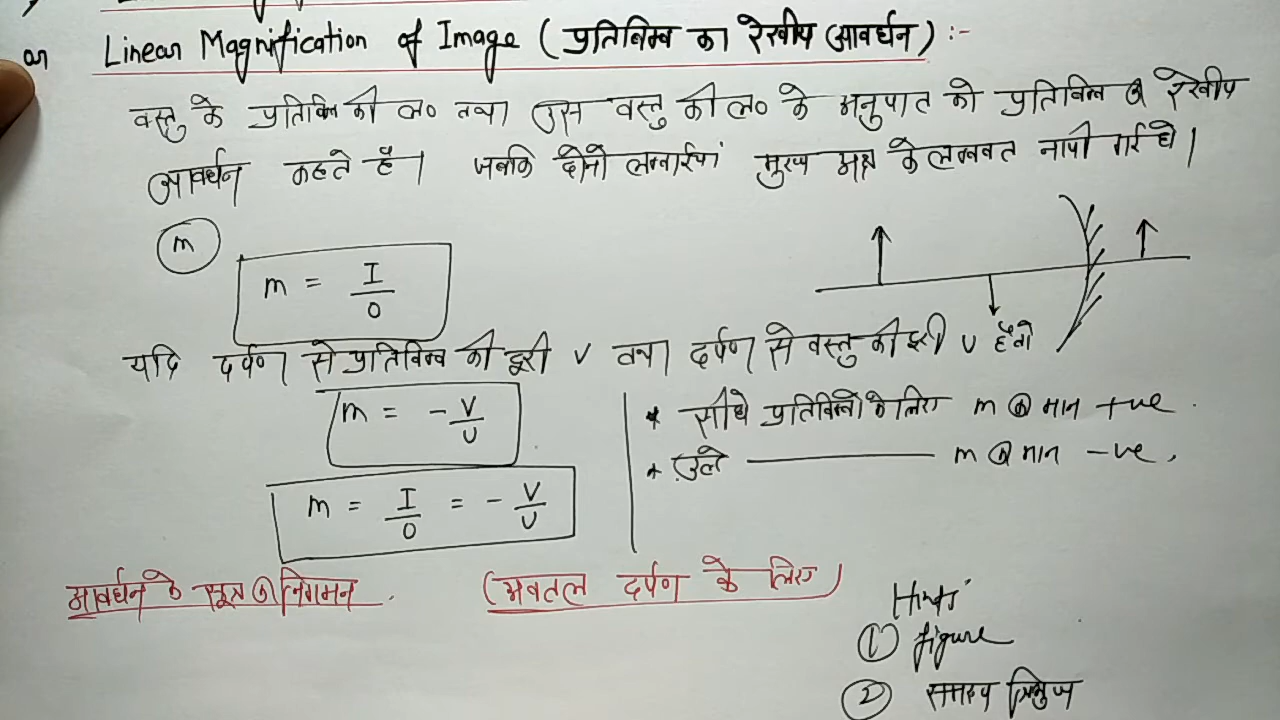 Linear Magnification of Image ( प्रतिबिम्ब का रेखीय आवर्धन ) :-
वस्तु के प्रतिबिम्ब की ल० तथा उस वस्तु की ल० के अनुपात को प्रतिबिम्ब का रेखीय
आवर्धन कहते हैं। जबकि दोनो लम्बाईयां मुख्य अक्ष के लम्बवत नापी गई हो।
m
m = I/O
यदि दर्पण से प्रतिबिम्ब की दूरी v तथा दर्पण से वस्तु की दूरी u है तो
m = - v/u
* सीधे प्रतिबिम्बो के लिए m का मान +ve .
* उल्टे ——— m का मान -ve .
m = I/O = - v/u
आवर्धन के सूत्र का निगमन . (अवतल दर्पण के लिए)
Hints
① figure
② समरूप त्रिभुज